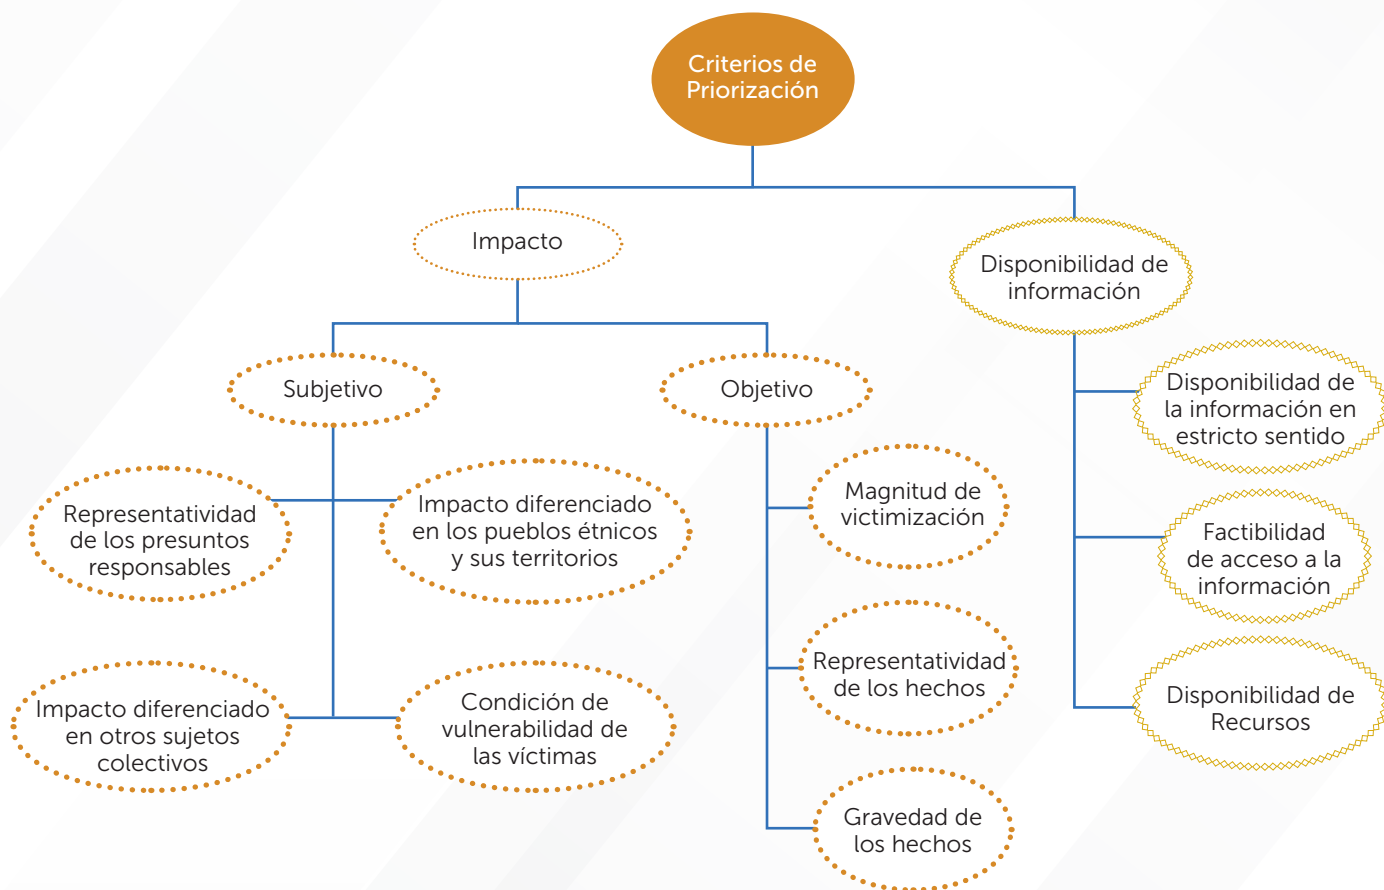 Criterios de
Priorización
Impacto
Disponibilidad de
información
Subjetivo
Objetivo
Disponibilidad de
la información en
estricto sentido
Representatividad
de los presuntos
responsables
Impacto diferenciado
en los pueblos étnicos
y sus territorios
Magnitud de
victimización
Factibilidad
de acceso a la
información
Impacto diferenciado
en otros sujetos
colectivos
Condición de
vulnerabilidad de
las víctimas
Representatividad
de los hechos
Disponibilidad de
Recursos
Gravedad de
los hechos